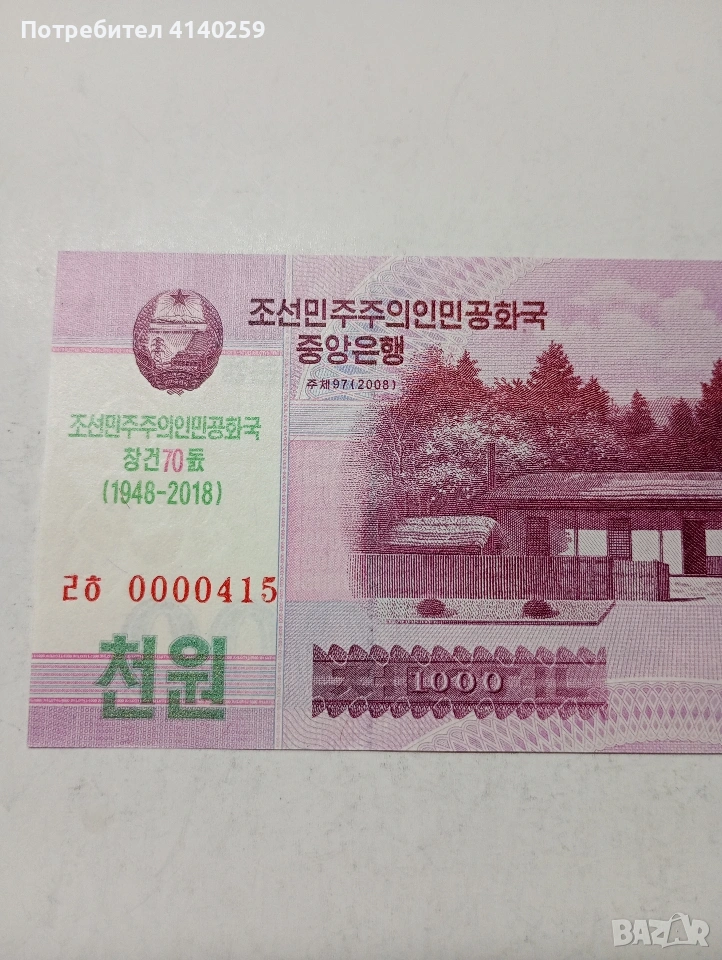 Потребител 4140259
조선민주주의인민공화국
중앙은행
주체97(2008)
조선민주주의인민공화국
창건70돐
(1948-2018)
ㄹㅎ 0000415
천원
1000
BAZAR